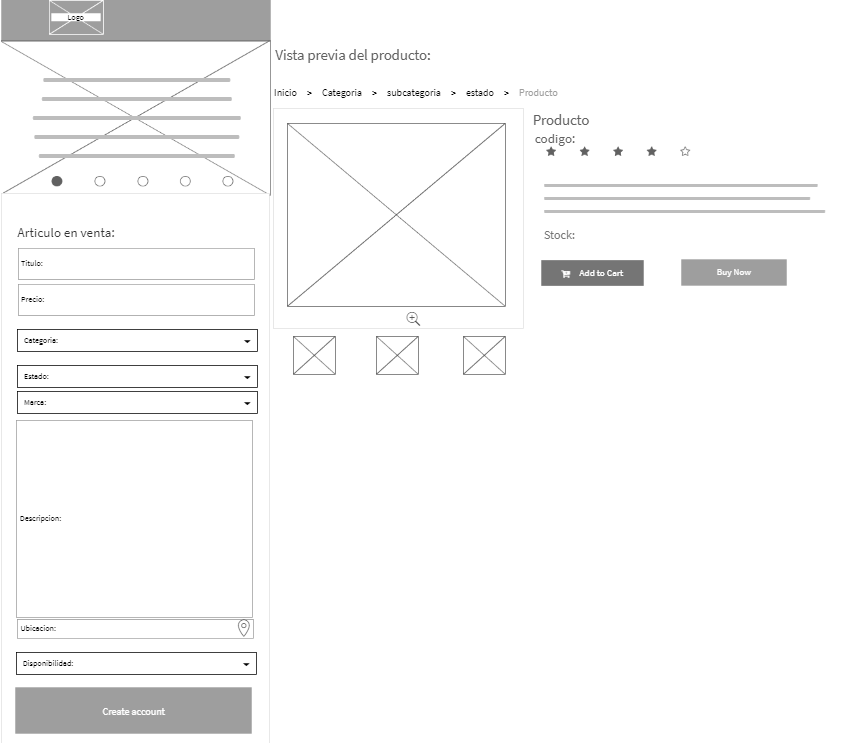 Logo
Articulo en venta:
Titulo:
Precio:
Categoria:
Estado:
Marca:
Descripcion:
Ubicacion:
Disponibilidad:
Create account
Vista previa del producto:
Inicio > Categoria > subcategoria > estado > Producto
Producto
codigo:
Stock:
Add to Cart
Buy Now